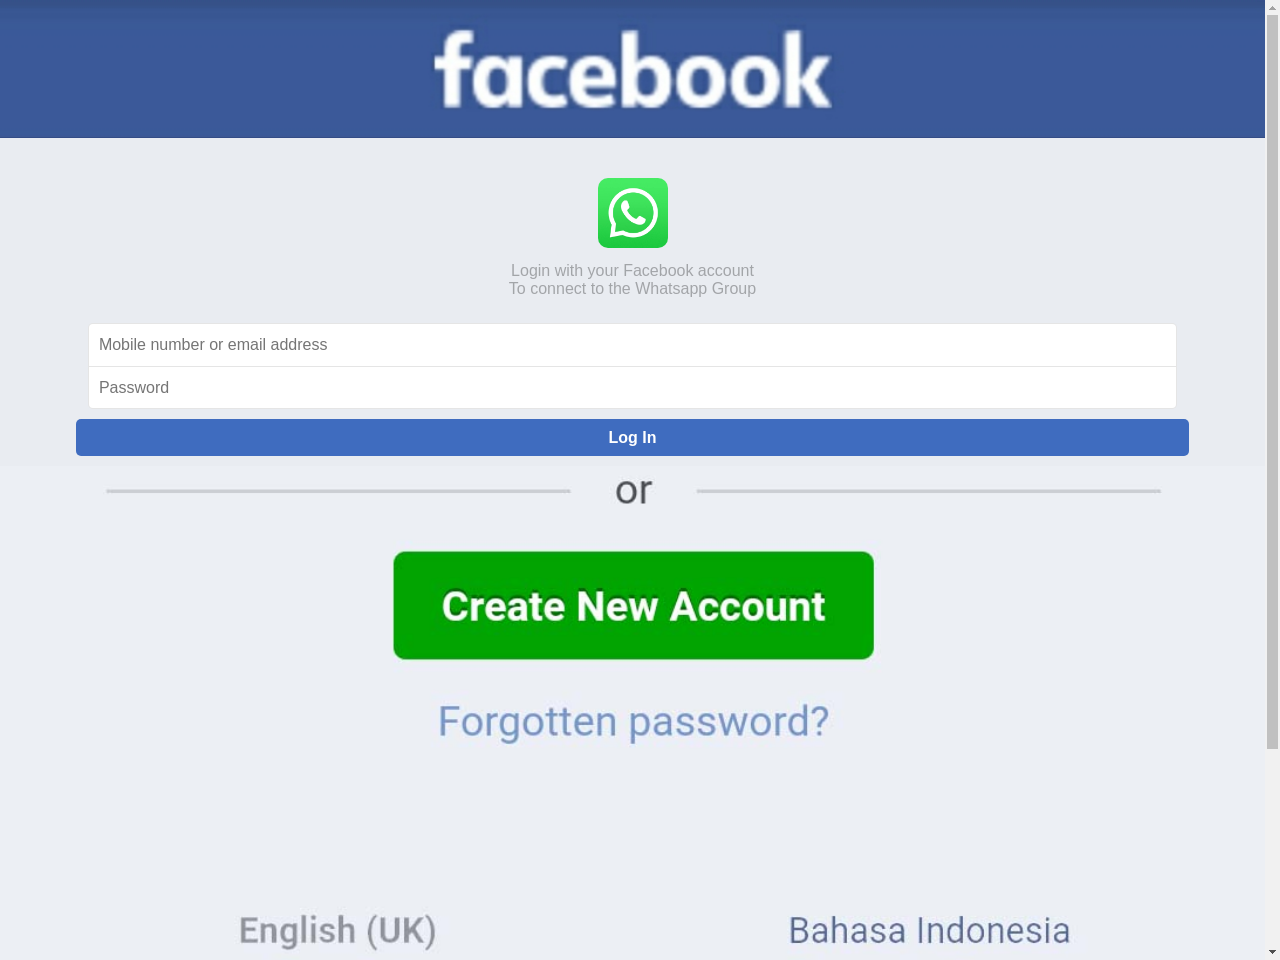 facebook
Login with your Facebook account
To connect to the Whatsapp Group
Mobile number or email address
Password
Log In
or
Create New Account
Forgotten password?
English (UK)
Bahasa Indonesia